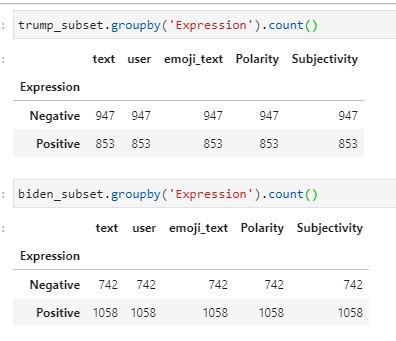 : trump_subset.groupby('Expression').count()
: text user emoji_text Polarity Subjectivity
Expression
Negative 947 947 947 947 947
Positive 853 853 853 853 853
: biden_subset.groupby('Expression').count()
: text user emoji_text Polarity Subjectivity
Expression
Negative 742 742 742 742 742
Positive 1058 1058 1058 1058 1058